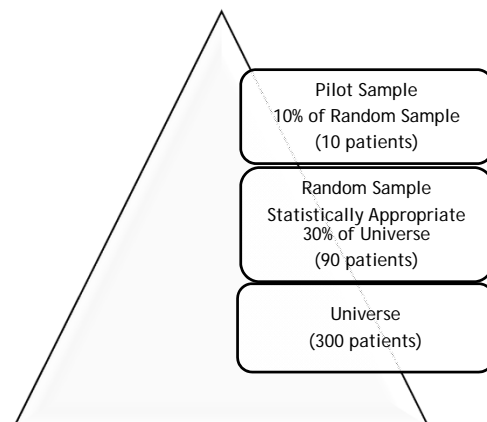 Pilot Sample
10% of Random Sample
(10 patients)
Random Sample
Statistically Appropriate
30% of Universe
(90 patients)
Universe
(300 patients)